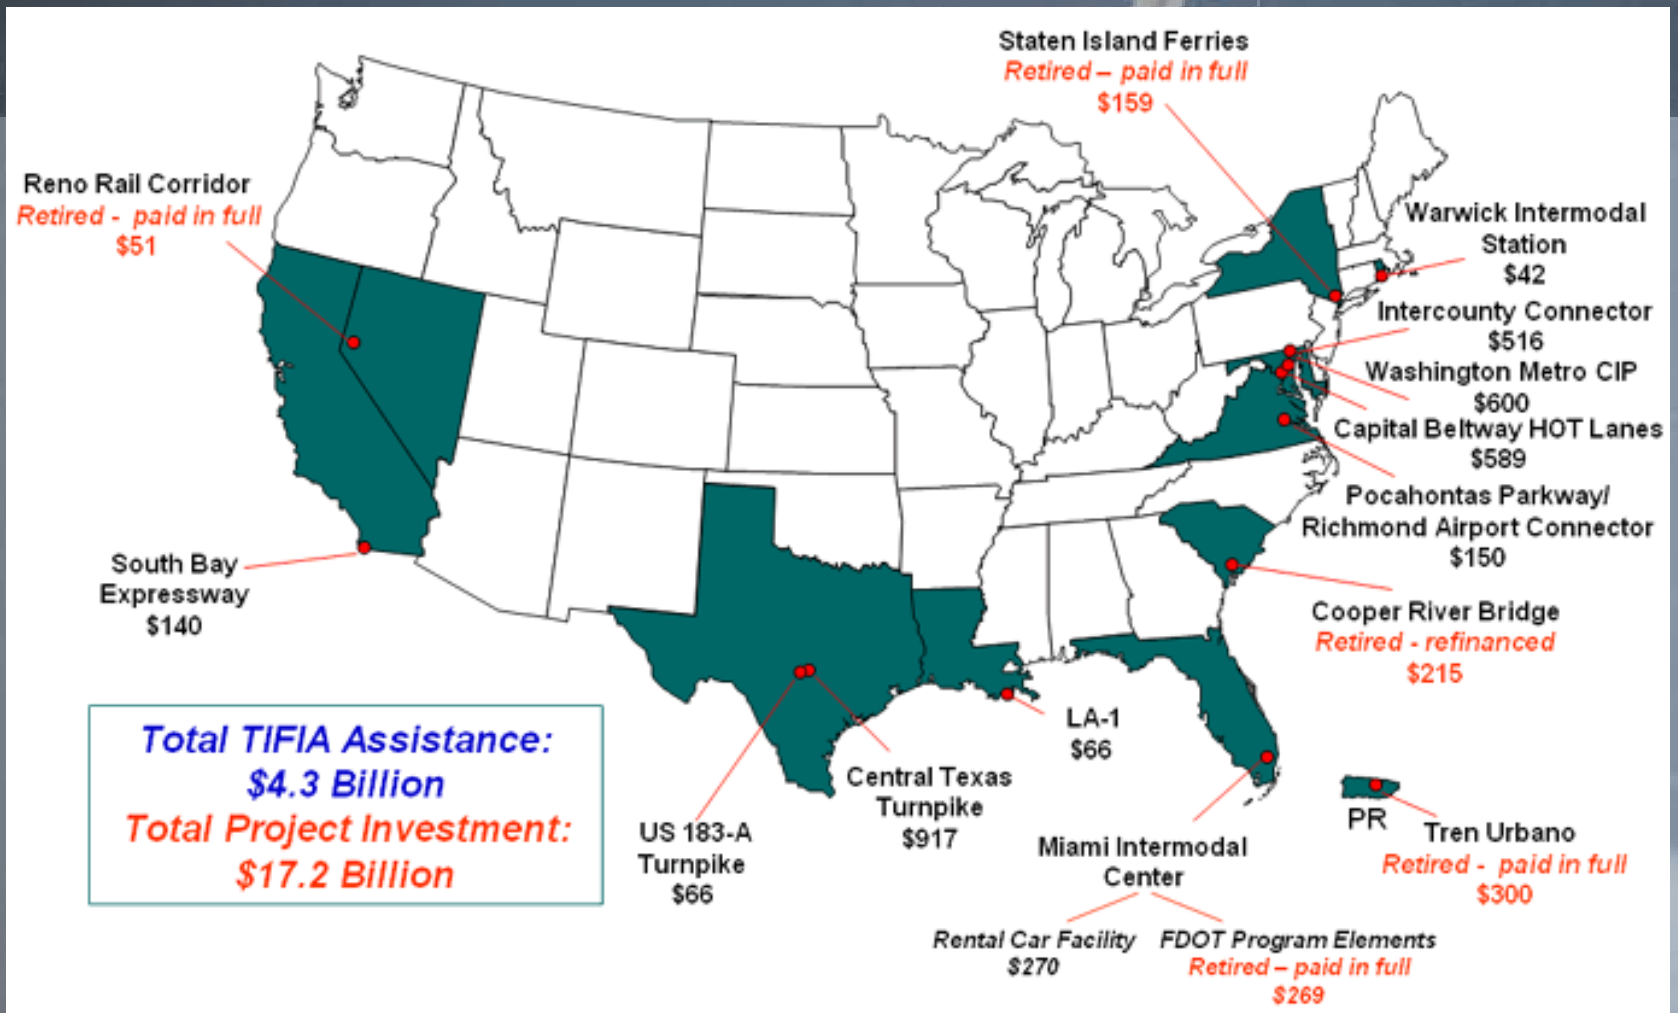 Staten Island Ferries
Retired – paid in full
$159
Reno Rail Corridor
Retired - paid in full
$51
Warwick Intermodal
Station
$42
Intercounty Connector
$516
Washington Metro CIP
$600
Capital Beltway HOT Lanes
$589
Pocahontas Parkway/
Richmond Airport Connector
$150
South Bay
Expressway
$140
Cooper River Bridge
Retired - refinanced
$215
LA-1
$66
Central Texas
Turnpike
$917
US 183-A
Turnpike
$66
Miami Intermodal
Center
Rental Car Facility
$270
FDOT Program Elements
Retired – paid in full
$269
PR
Tren Urbano
Retired - paid in full
$300
Total TIFIA Assistance:
$4.3 Billion
Total Project Investment:
$17.2 Billion